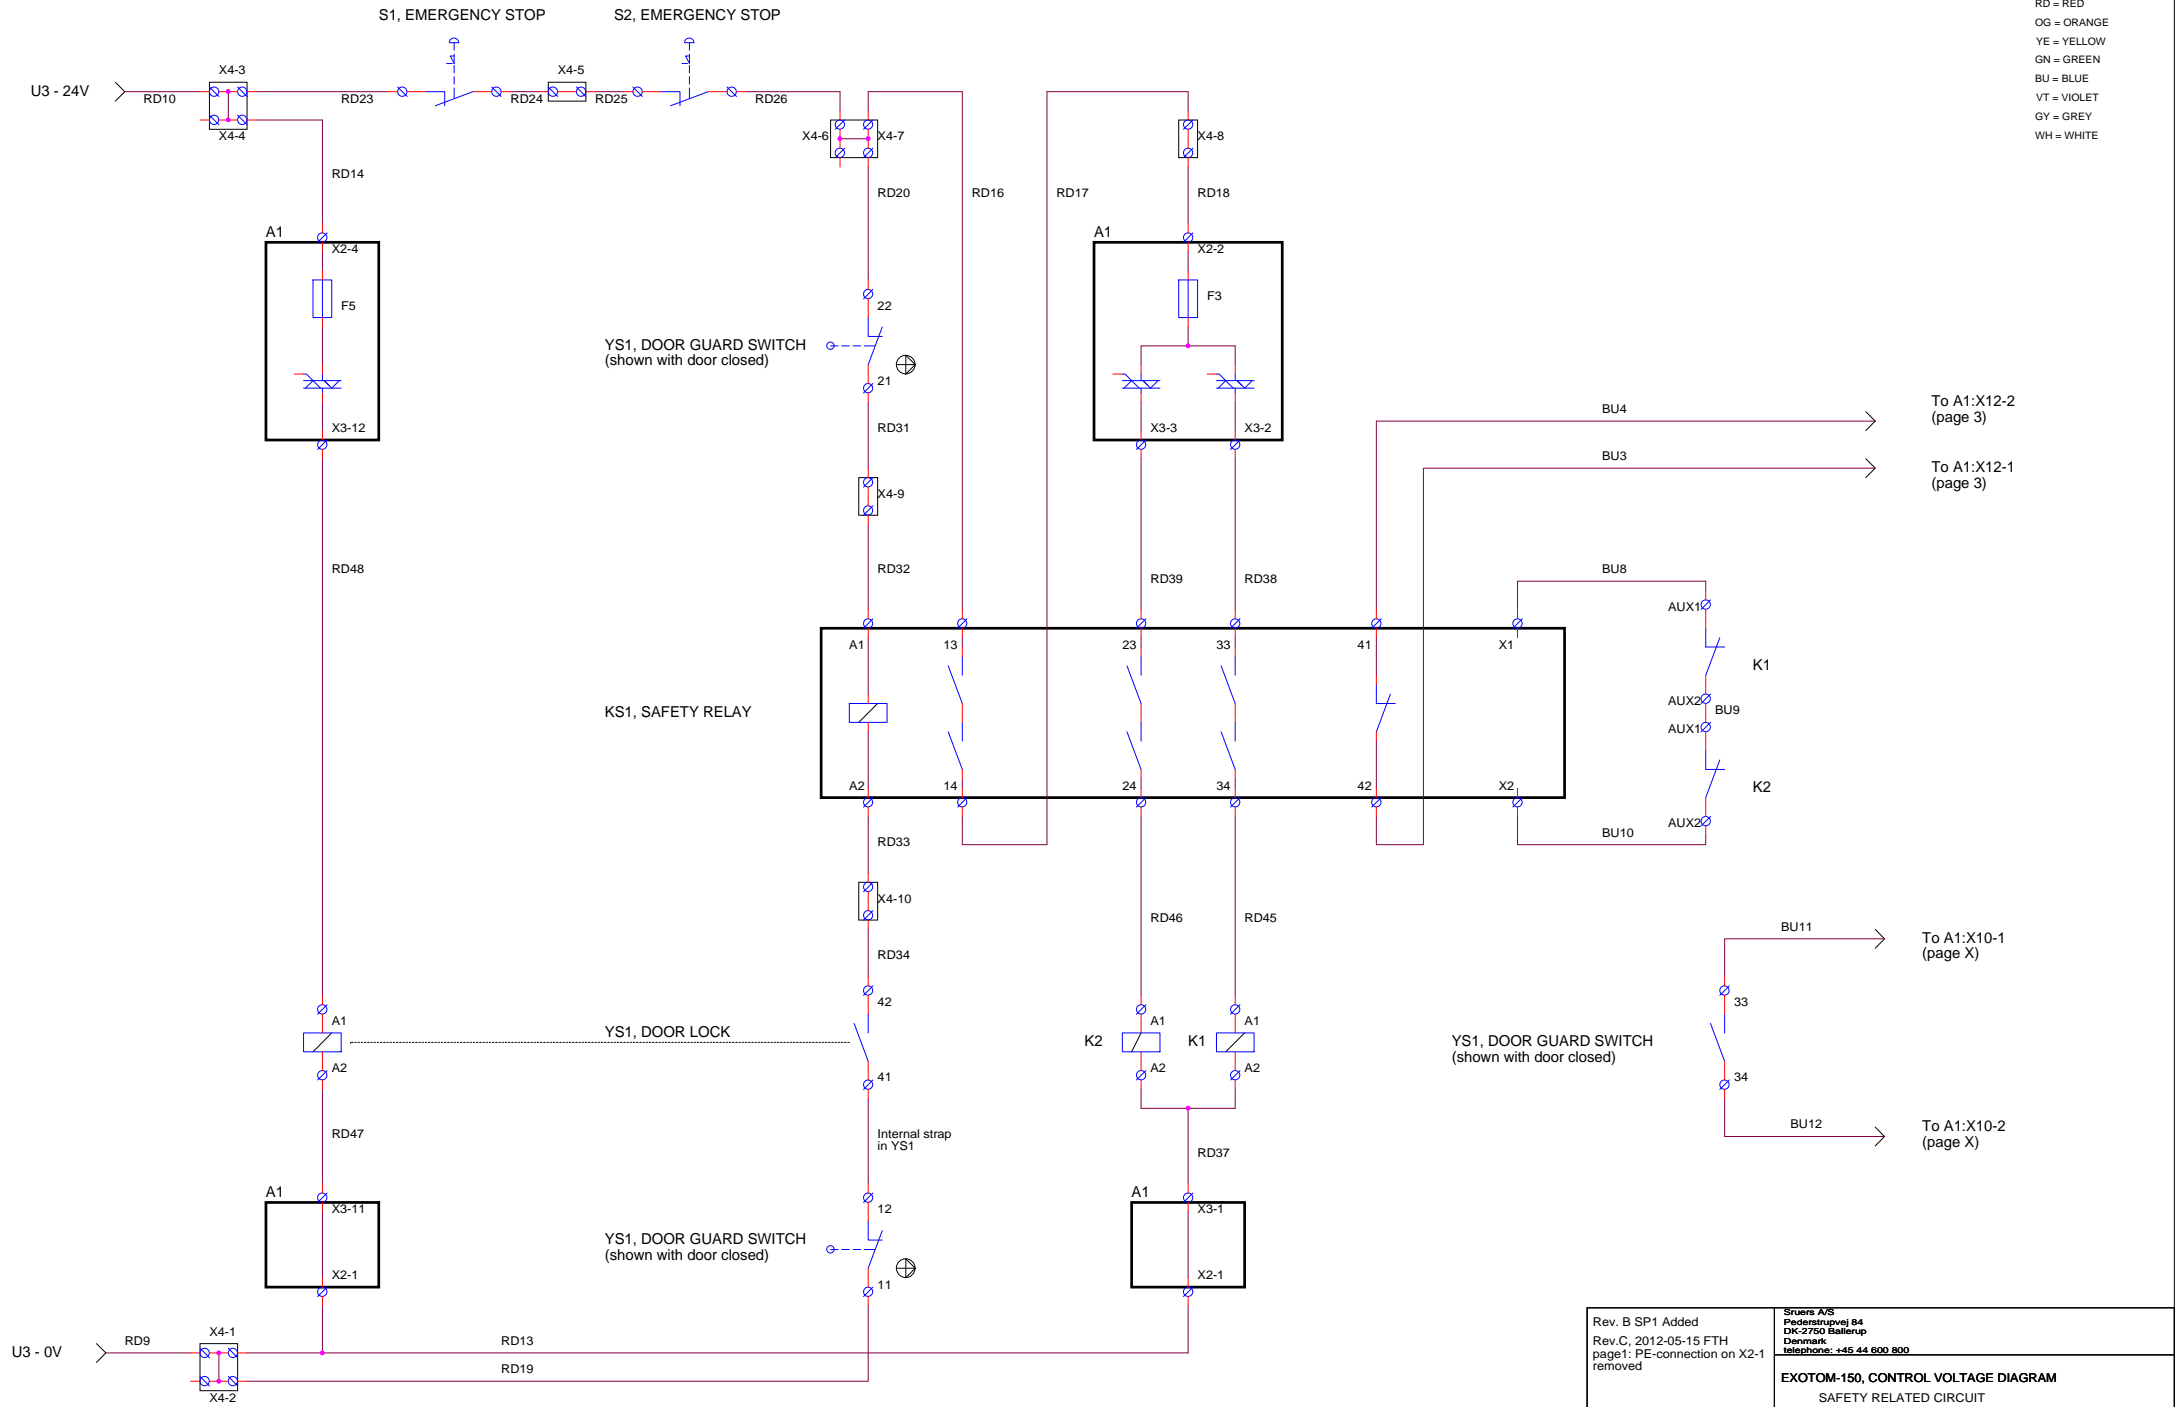 S1, EMERGENCY STOP
S2, EMERGENCY STOP
RD = RED
OG = ORANGE
YE = YELLOW
GN = GREEN
BU = BLUE
VT = VIOLET
GY = GREY
WH = WHITE
U3 - 24V
RD10
X4-3
X4-4
RD23
RD24
X4-5
RD25
RD26
X4-6
X4-7
X4-8
RD14
RD20
RD16
RD17
RD18
A1
X2-4
F5
X3-12
A1
X2-2
F3
X3-3
X3-2
22
YS1, DOOR GUARD SWITCH
(shown with door closed)
21
RD31
X4-9
RD32
BU4
To A1:X12-2
(page 3)
BU3
To A1:X12-1
(page 3)
RD48
RD39
RD38
BU8
AUX1
K1
AUX2
BU9
AUX1
K2
AUX2
BU10
A1
13
23
33
41
X1
KS1, SAFETY RELAY
A2
14
24
34
42
X2
RD33
X4-10
RD34
RD46
RD45
BU11
To A1:X10-1
(page X)
42
33
A1
YS1, DOOR LOCK
A2
41
K2
A1
A2
K1
A1
A2
YS1, DOOR GUARD SWITCH
(shown with door closed)
34
BU12
To A1:X10-2
(page X)
RD47
Internal strap
in YS1
RD37
A1
X3-11
X2-1
12
YS1, DOOR GUARD SWITCH
(shown with door closed)
11
A1
X3-1
X2-1
U3 - 0V
RD9
X4-1
X4-2
RD13
RD19
Rev. B SP1 Added
Rev.C, 2012-05-15 FTH
page1: PE-connection on X2-1
removed
Sruers A/S
Pederstrupvej 84
DK-2750 Ballerup
Denmark
telephone: +45 44 600 800
EXOTOM-150, CONTROL VOLTAGE DIAGRAM
SAFETY RELATED CIRCUIT